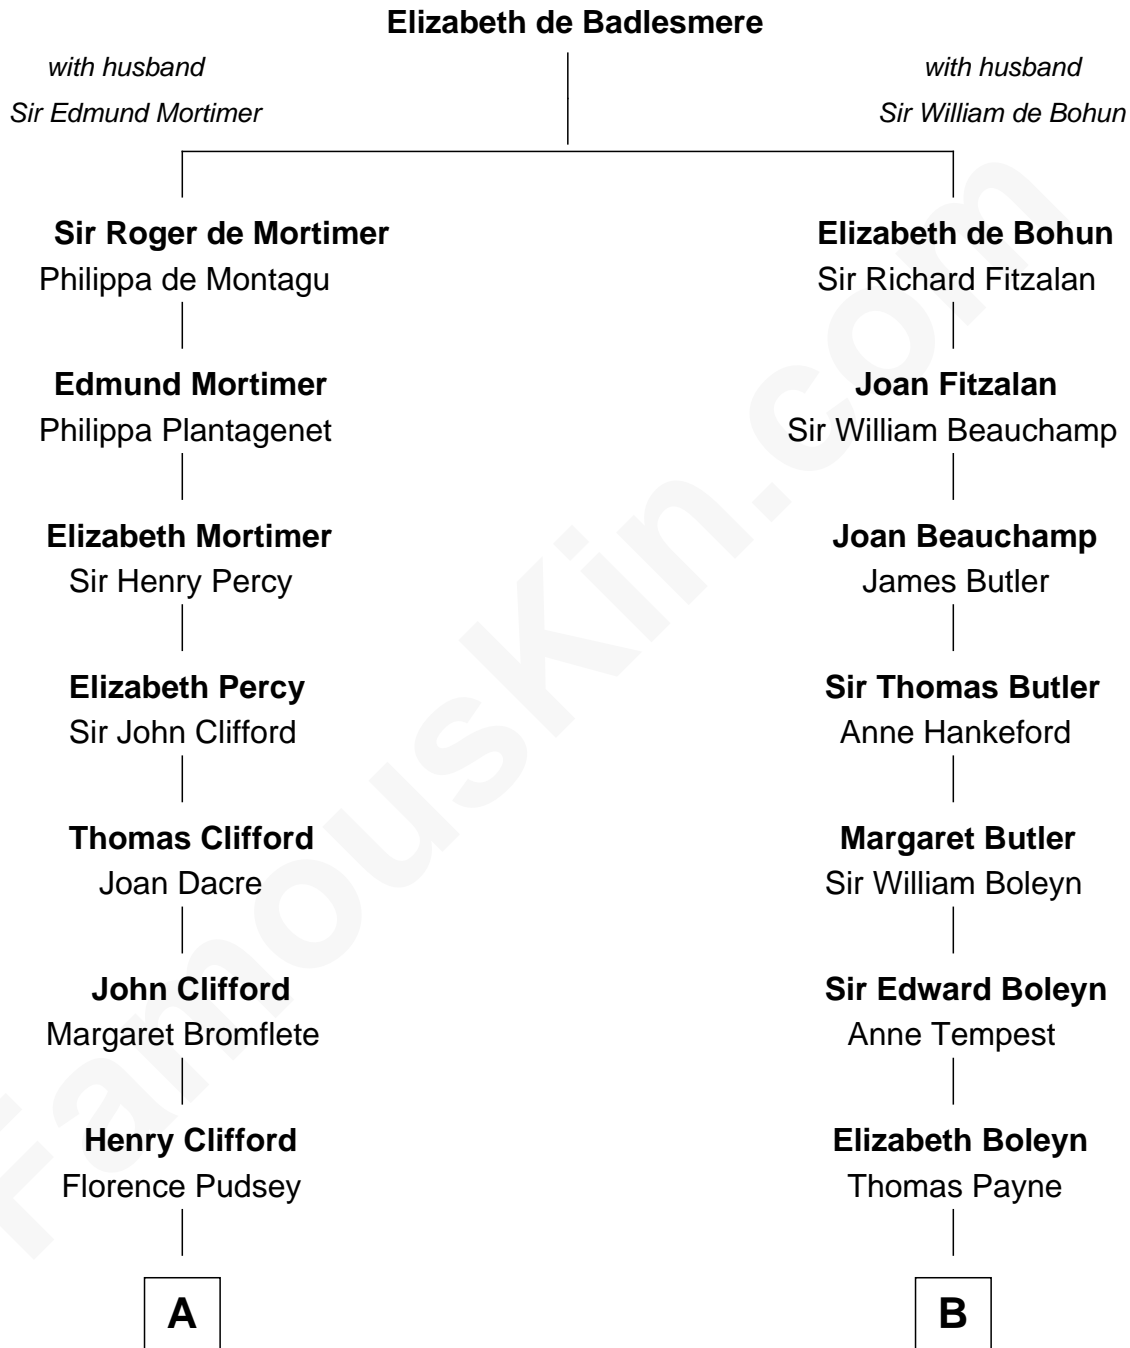 Elizabeth de Badlesmere
with husband
Sir Edmund Mortimer
with husband
Sir William de Bohun
Sir Roger de Mortimer
Philippa de Montagu
Elizabeth de Bohun
Sir Richard Fitzalan
Edmund Mortimer
Philippa Plantagenet
Joan Fitzalan
Sir William Beauchamp
Elizabeth Mortimer
Sir Henry Percy
Joan Beauchamp
James Butler
Elizabeth Percy
Sir John Clifford
Sir Thomas Butler
Anne Hankeford
Thomas Clifford
Joan Dacre
Margaret Butler
Sir William Boleyn
John Clifford
Margaret Bromflete
Sir Edward Boleyn
Anne Tempest
Henry Clifford
Florence Pudsey
Elizabeth Boleyn
Thomas Payne
A
B
FamousKin.com